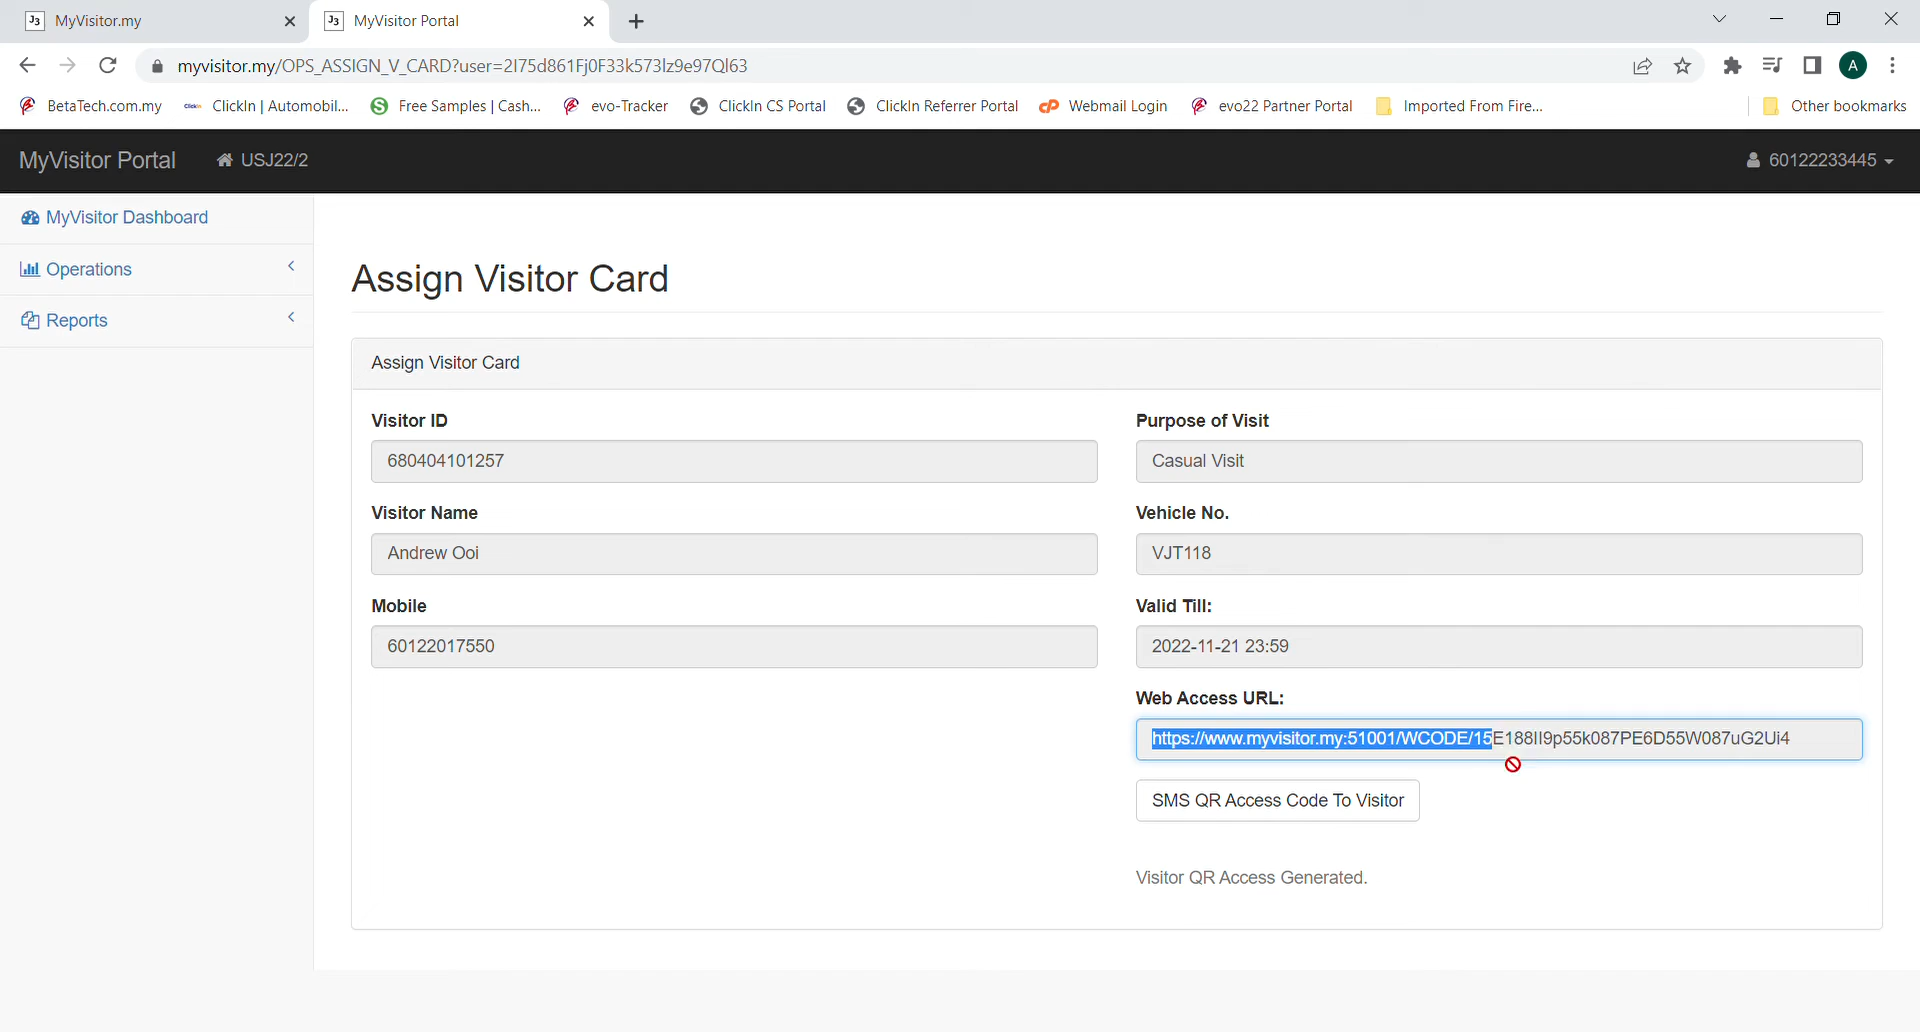 MyVisitor.my
MyVisitor Portal
myvisitor.my/OPS_ASSIGN_V_CARD?user=2I75d861Fj0F33k573lz9e97Ql63
A
BetaTech.com.my
ClickIn | Automobil...
Free Samples | Cash...
evo-Tracker
ClickIn CS Portal
ClickIn Referrer Portal
Webmail Login
evo22 Partner Portal
Imported From Fire...
Other bookmarks
MyVisitor Portal
USJ22/2
60122233445
MyVisitor Dashboard
Operations
Reports
Assign Visitor Card
Assign Visitor Card
Visitor ID
680404101257
Visitor Name
Andrew Ooi
Mobile
60122017550
Purpose of Visit
Casual Visit
Vehicle No.
VJT118
Valid Till:
2022-11-21 23:59
Web Access URL:
https://www.myvisitor.my:51001/WCODE/15E188II9p55k087PE6D55W087uG2Ui4
SMS QR Access Code To Visitor
Visitor QR Access Generated.